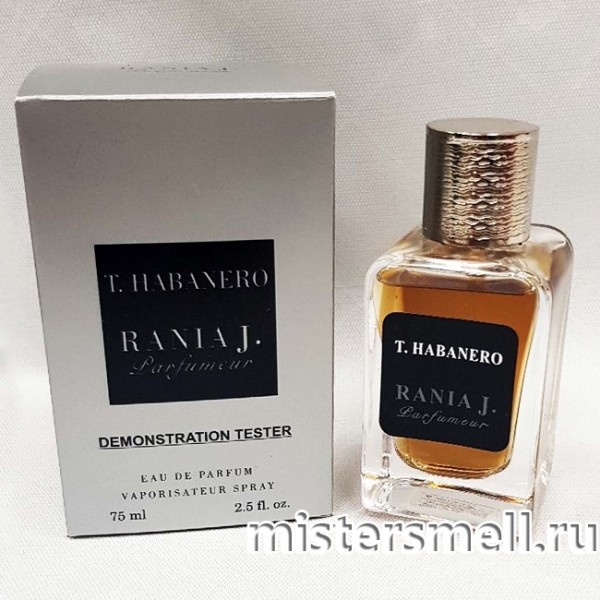 RANIA J.
T. HABANERO
RANIA J.
Parfumeur
DEMONSTRATION TESTER
EAU DE PARFUM
VAPORISATEUR SPRAY
75 ml 2.5 fl. oz.
T. HABANERO
RANIA J.
Parfumeur
mistersmell.ru